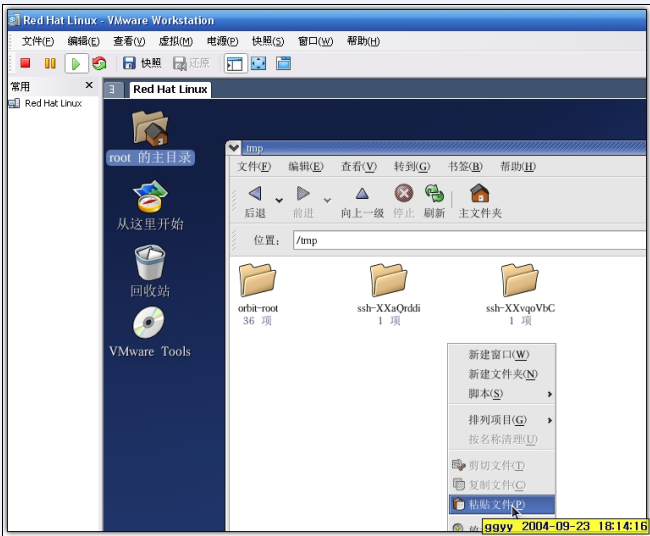 Red Hat Linux - VMware Workstation
文件(F) 编辑(E) 查看(V) 虚拟(M) 电源(P) 快照(S) 窗口(W) 帮助(H)
快照 还原
常用 ×
Red Hat Linux
Red Hat Linux
root 的主目录
从这里开始
回收站
VMware Tools
tmp
文件(F) 编辑(E) 查看(V) 转到(G) 书签(B) 帮助(H)
后退 前进 向上一级 停止 刷新 主文件夹
位置: /tmp
orbit-root
36 项
ssh-XXaQrddi
1 项
ssh-XXvqoVbC
1 项
新建窗口(W)
新建文件夹(N)
脚本(S)
排列项目(G)
按名称清理(U)
剪切文件(T)
复制文件(C)
粘贴文件(P)
ggyy 2004-09-23 18:14:16